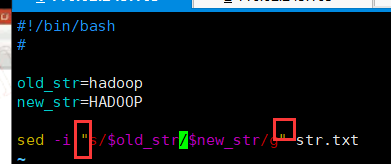 #!/bin/bash
#
old_str=hadoop
new_str=HADOOP
sed -i "s/$old_str/$new_str/g" str.txt
~